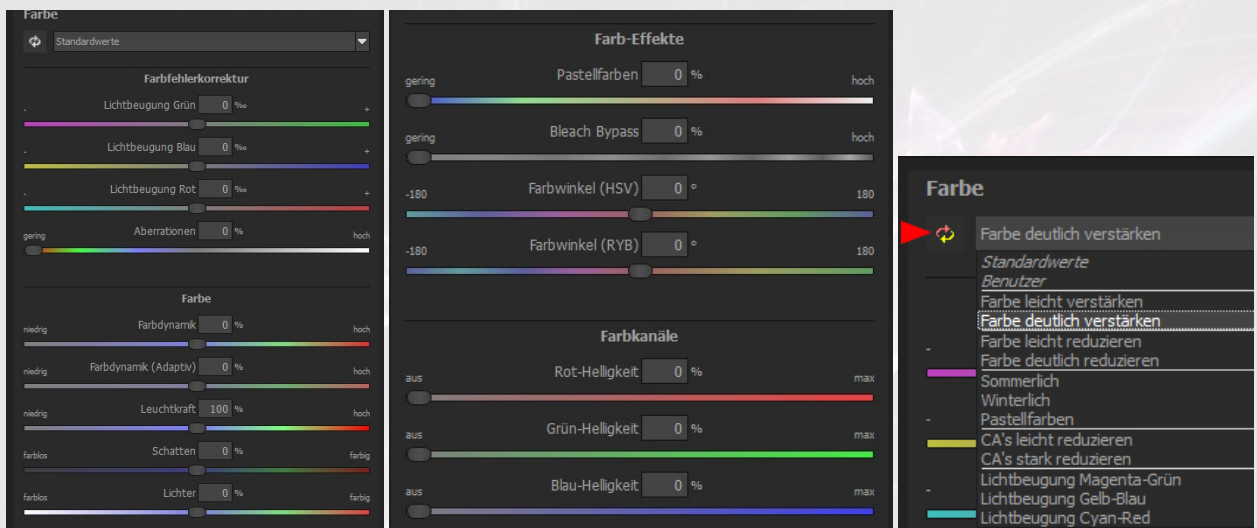 Farbe
Standardwerte
Farbfehlerkorrektur
Lichtbeugung Grün 0 ‰
- +
Lichtbeugung Blau 0 ‰
- +
Lichtbeugung Rot 0 ‰
- +
Aberrationen 0 %
gering hoch
Farbe
Farbdynamik 0 %
niedrig hoch
Farbdynamik (Adaptiv) 0 %
niedrig hoch
Leuchtkraft 100 %
niedrig hoch
Schatten 0 %
farblos farbig
Lichter 0 %
farblos farbig
Farb-Effekte
Pastellfarben 0 %
gering hoch
Bleach Bypass 0 %
gering hoch
Farbwinkel (HSV) 0 °
-180 180
Farbwinkel (RYB) 0 °
-180 180
Farbkanäle
Rot-Helligkeit 0 %
aus max
Grün-Helligkeit 0 %
aus max
Blau-Helligkeit 0 %
aus max
Farbe
Farbe deutlich verstärken
Standardwerte
Benutzer
Farbe leicht verstärken
Farbe deutlich verstärken
Farbe leicht reduzieren
Farbe deutlich reduzieren
Sommerlich
Winterlich
Pastellfarben
CA's leicht reduzieren
CA's stark reduzieren
Lichtbeugung Magenta-Grün
Lichtbeugung Gelb-Blau
Lichtbeugung Cyan-Red